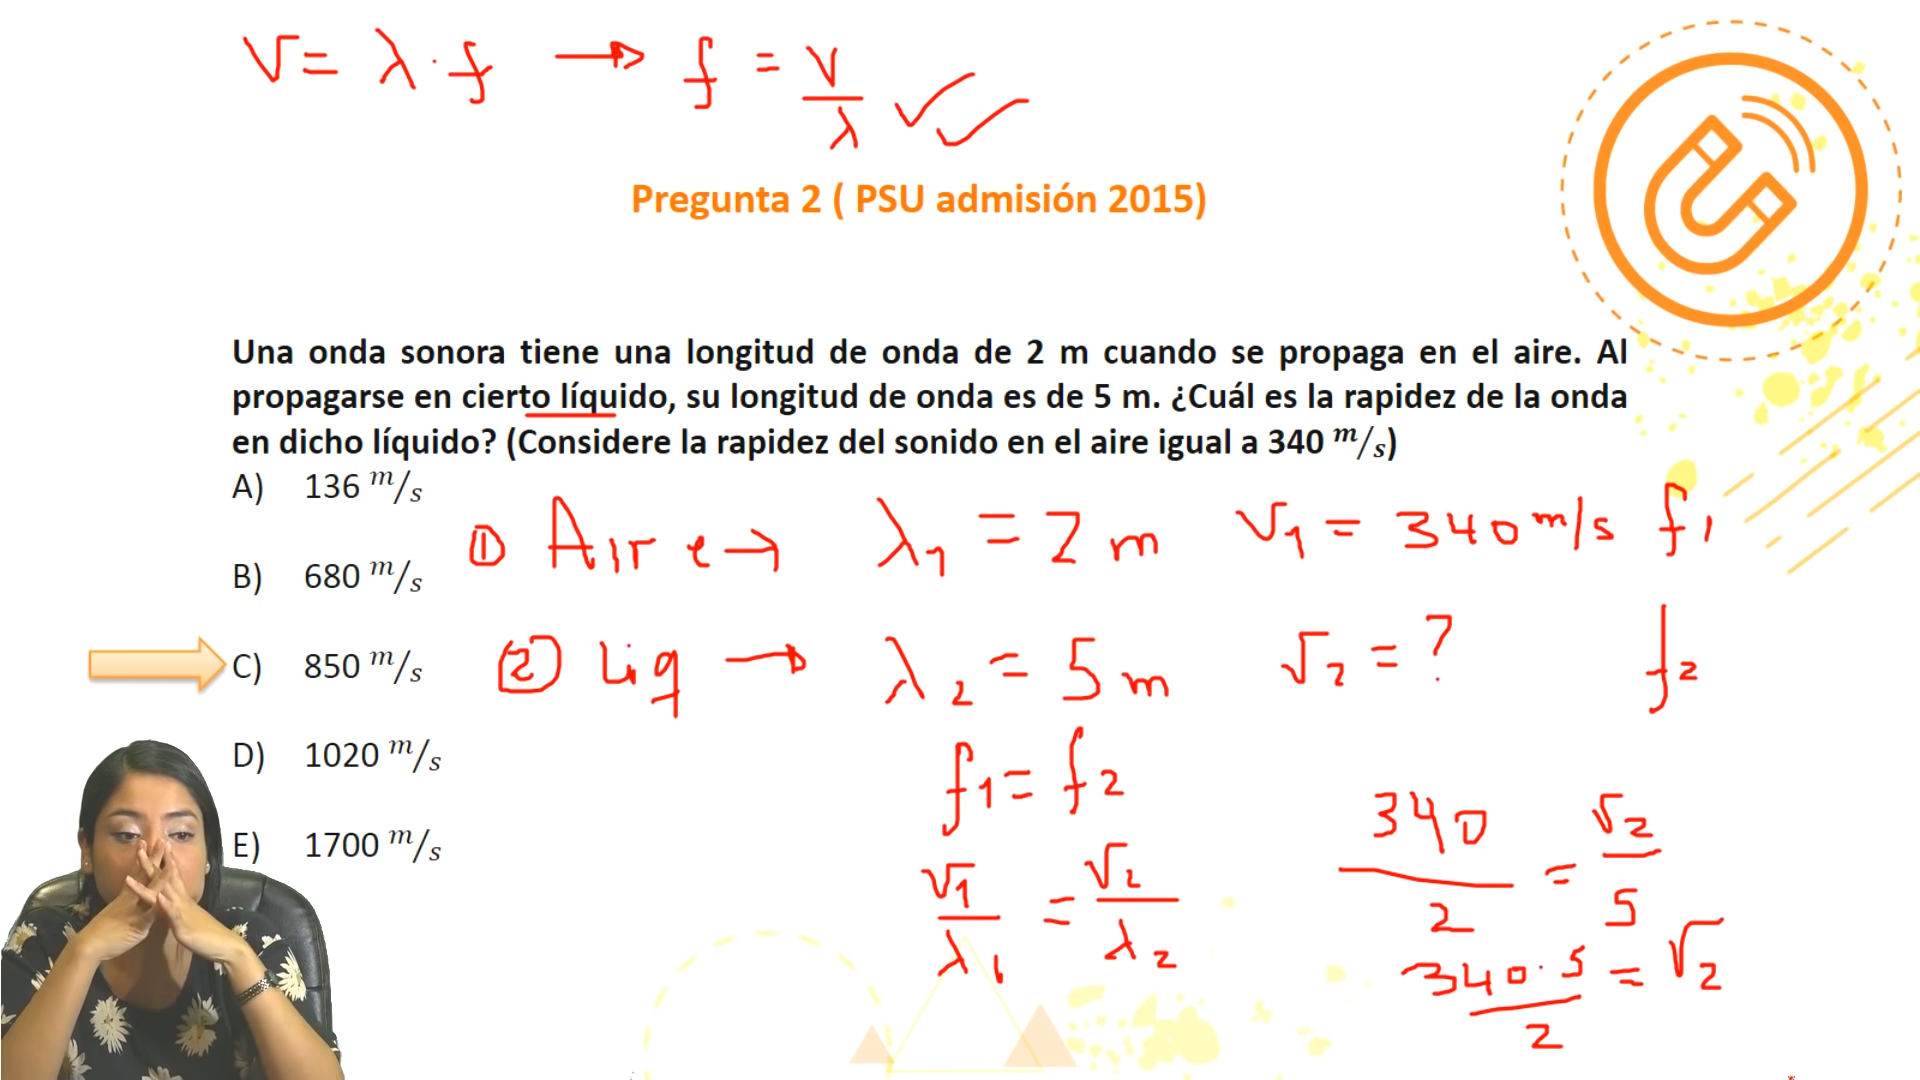 V = λ · f → f = V/λ
Pregunta 2 ( PSU admisión 2015)
Una onda sonora tiene una longitud de onda de 2 m cuando se propaga en el aire. Al
propagarse en cierto líquido, su longitud de onda es de 5 m. ¿Cuál es la rapidez de la onda
en dicho líquido? (Considere la rapidez del sonido en el aire igual a 340 m/s)
A) 136 m/s
① Aire → λ₁ = 2 m V₁ = 340 m/s f₁
B) 680 m/s
② Liq → λ₂ = 5 m V₂ = ? f₂
C) 850 m/s
D) 1020 m/s
f₁ = f₂
E) 1700 m/s
V₁/λ₁ = V₂/λ₂
340/2 = V₂/5
340·5/2 = V₂